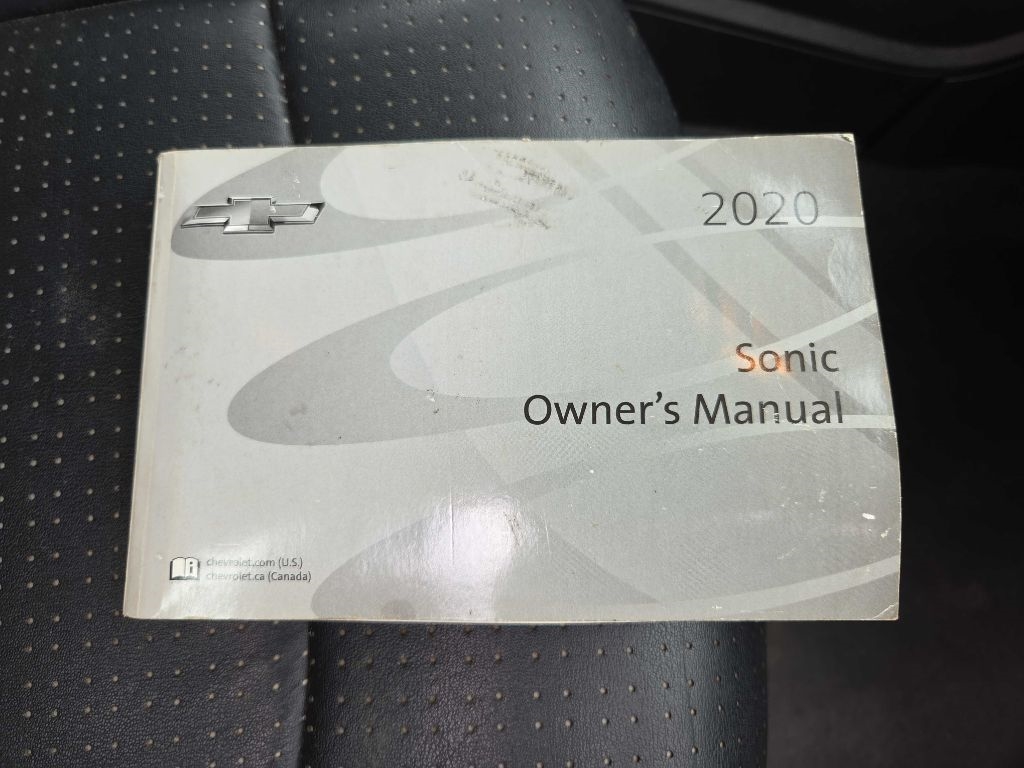 2020
Sonic
Owner's Manual
chevrolet.com (U.S.)
chevrolet.ca (Canada)